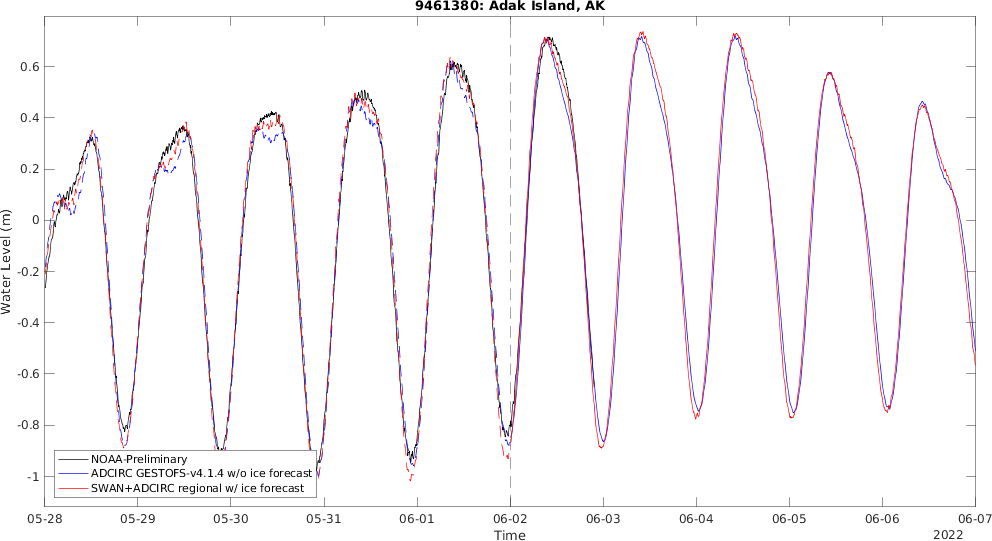 9461380: Adak Island, AK
Water Level (m)
0.6
0.4
0.2
0
-0.2
-0.4
-0.6
-0.8
-1
NOAA-Preliminary
ADCIRC GESTOFS-v4.1.4 w/o ice forecast
SWAN+ADCIRC regional w/ ice forecast
05-28 05-29 05-30 05-31 06-01 06-02 06-03 06-04 06-05 06-06 06-07
Time
2022